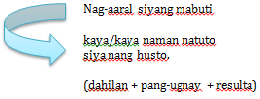 Nag-aaral siyang mabuti
kaya/kaya naman natuto
siya nang husto.
(dahilan + pang-ugnay + resulta)